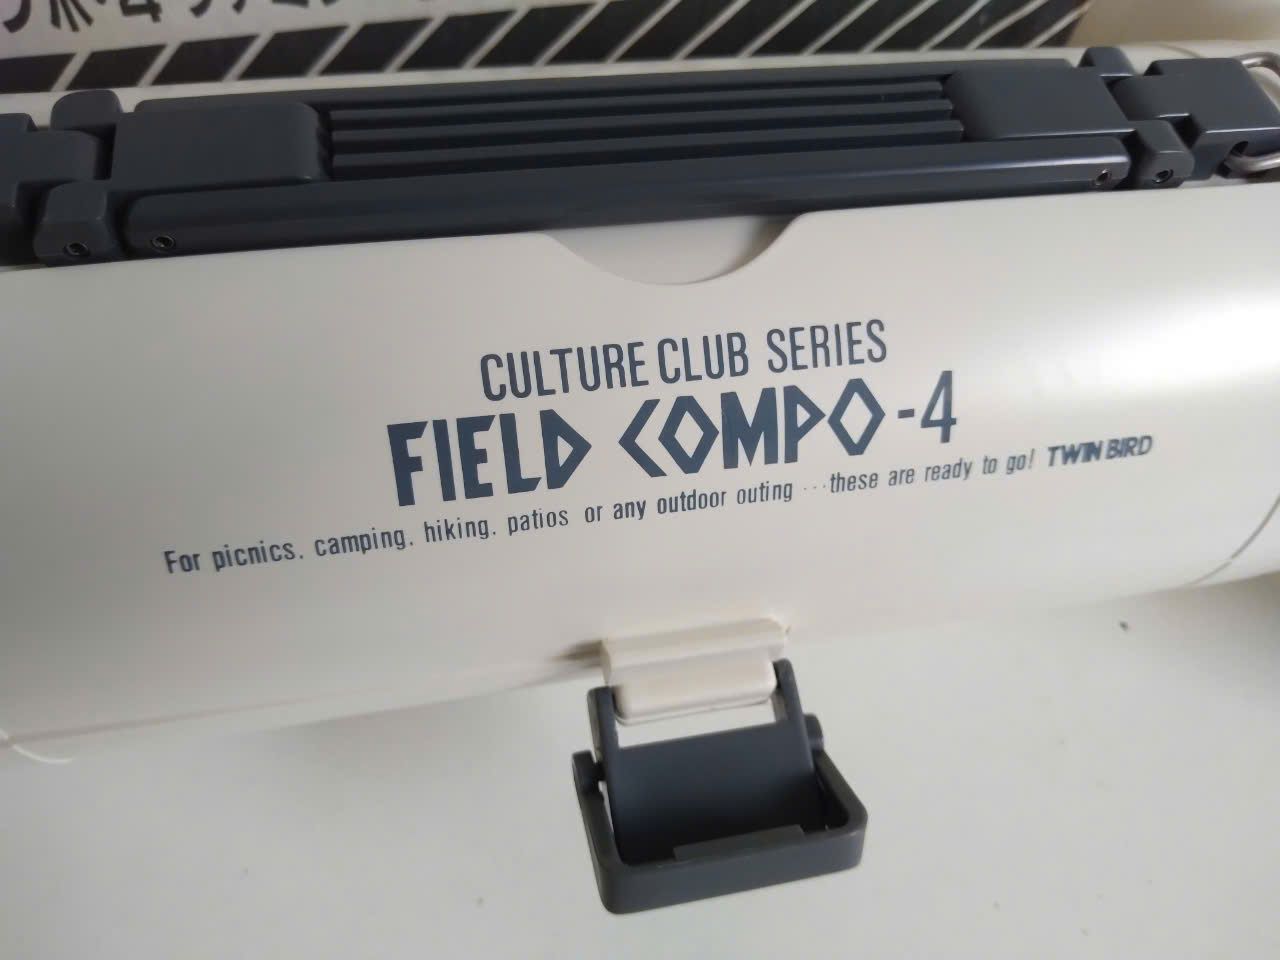 CULTURE CLUB SERIES
FIELD COMPO-4
For picnics, camping, hiking, patios or any outdoor outing ···these are ready to go! TWIN BIRD